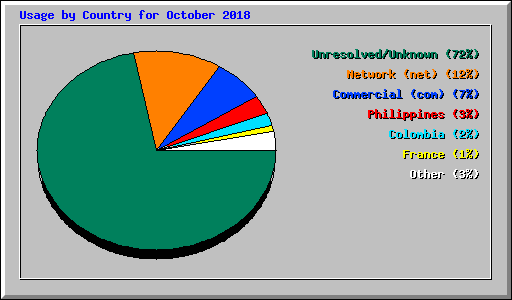 Usage by Country for October 2018
Unresolved/Unknown (72%)
Network (net) (12%)
Commercial (com) (7%)
Philippines (3%)
Colombia (2%)
France (1%)
Other (3%)